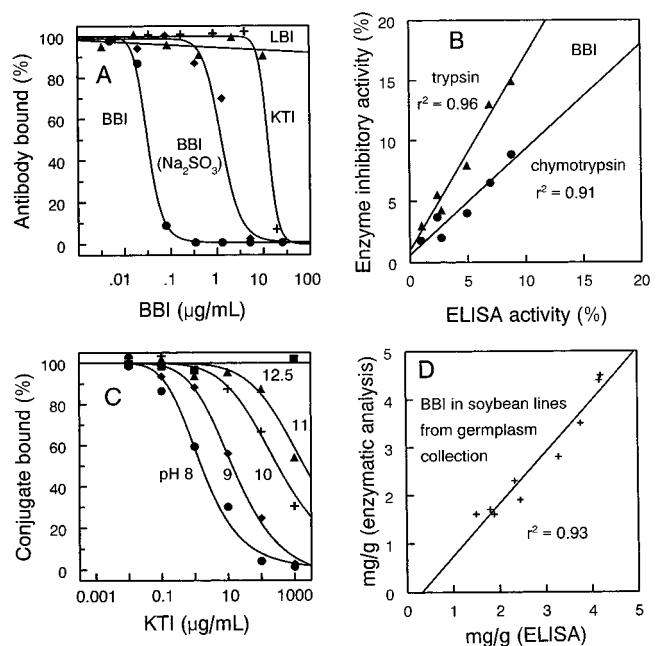 100
80
60
40
20
0
Antibody bound (%)
A
LBI
BBI
BBI
(Na₂SO₃)
KTI
.01
.1
1
10
100
BBI (μg/mL)
20
15
10
5
0
Enzyme inhibitory activity (%)
B
BBI
trypsin
r² = 0.96
chymotrypsin
r² = 0.91
0
5
10
15
20
ELISA activity (%)
100
80
60
40
20
0
Conjugate bound (%)
C
12.5
11
pH 8
9
10
0.001
0.1
10
1000
KTI (μg/mL)
5
4
3
2
1
0
mg/g (enzymatic analysis)
D
BBI in soybean lines
from germplasm
collection
r² = 0.93
0
1
2
3
4
5
mg/g (ELISA)